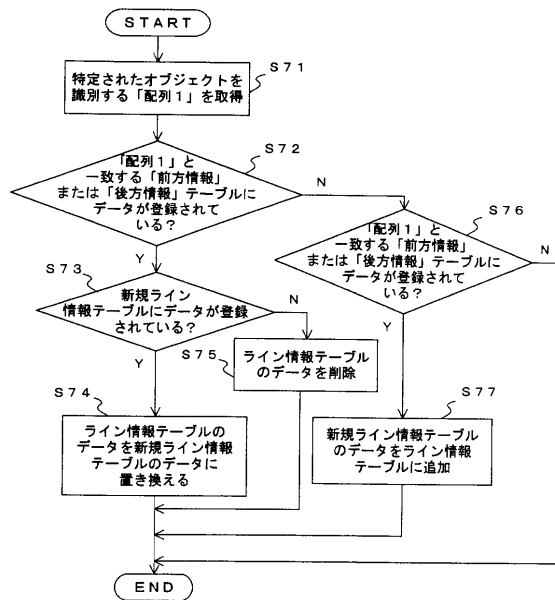 START
特定されたオブジェクトを
識別する「配列1」を取得
S71
「配列1」と
一致する「前方情報」
または「後方情報」テーブルに
データが登録されて
いる？
S72
N
Y
S73
新規ライン
情報テーブルにデータが登録
されている？
N
Y
S75
ライン情報テーブル
のデータを削除
S74
ライン情報テーブルの
データを新規ライン情報
テーブルのデータに
置き換える
S76
「配列1」と
一致する「前方情報」
または「後方情報」テーブルに
データが登録されて
いる？
N
Y
S77
新規ライン情報テーブル
のデータをライン情報
テーブルに追加
END